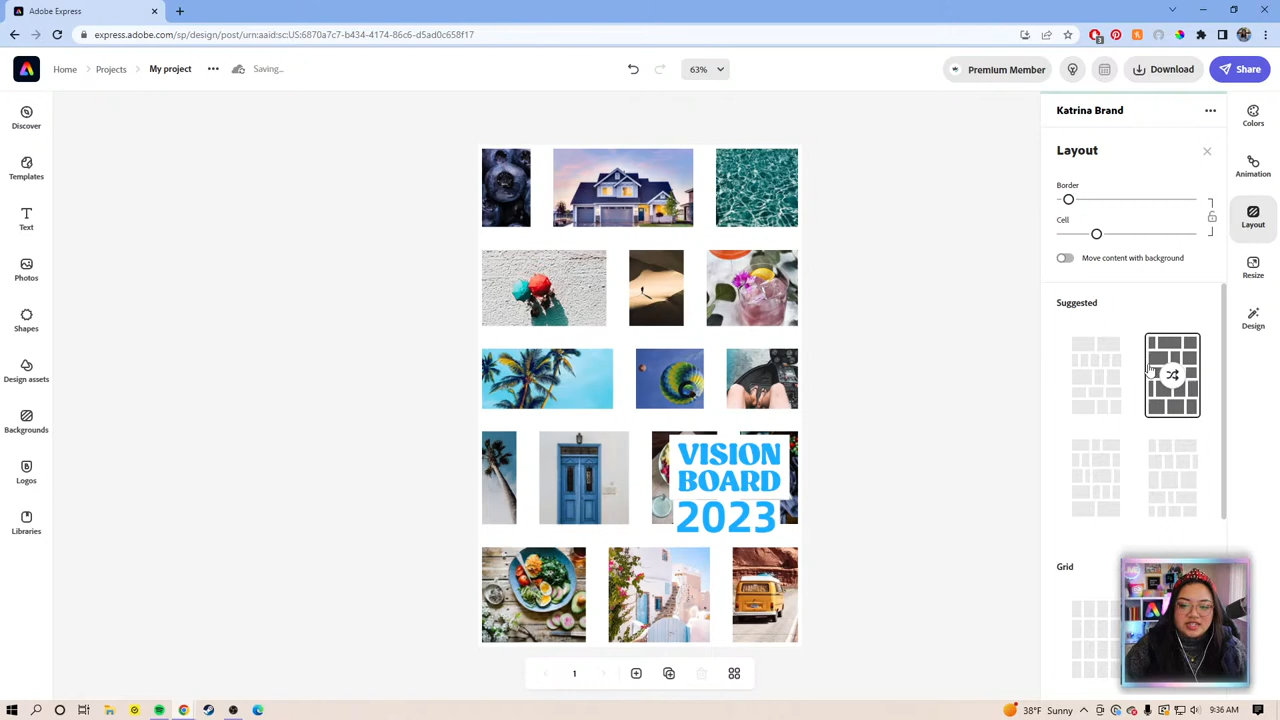 Adobe Express
express.adobe.com/sp/design/post/urn:aaid:sc:US:6870a7c7-b434-4174-86c6-d5ad0c658f17
3
Home
Projects
My project
Saving...
63%
Premium Member
Download
Share
Discover
Templates
Text
Photos
Shapes
Design assets
Backgrounds
Logos
Libraries
VISION
BOARD
2023
1
Katrina Brand
Layout
Border
Cell
Move content with background
Suggested
Grid
Colors
Animation
Layout
Resize
Design
38°F Sunny
9:36 AM